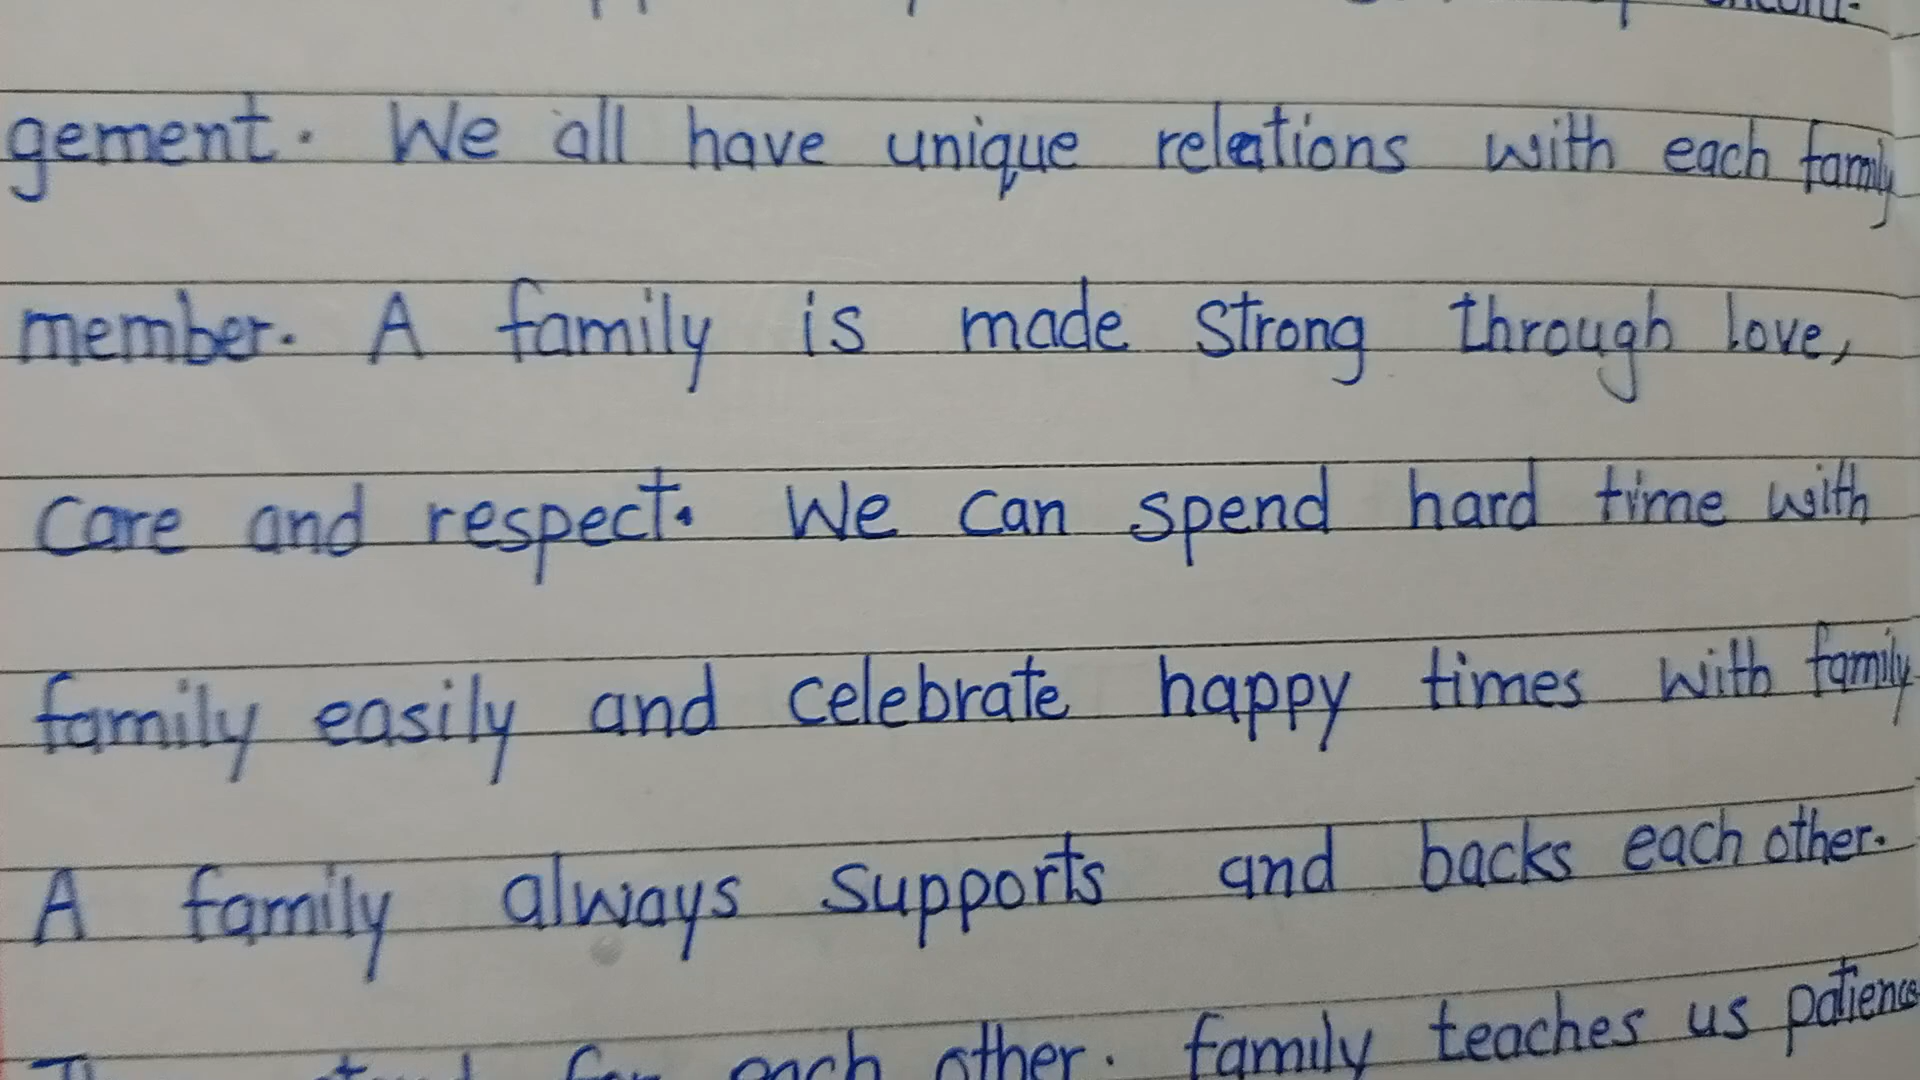 gement. We all have unique relations with each family
member. A family is made strong through love,
care and respect. We can spend hard time with
family easily and celebrate happy times with family
A family always supports and backs each other.
for each other. family teaches us patience